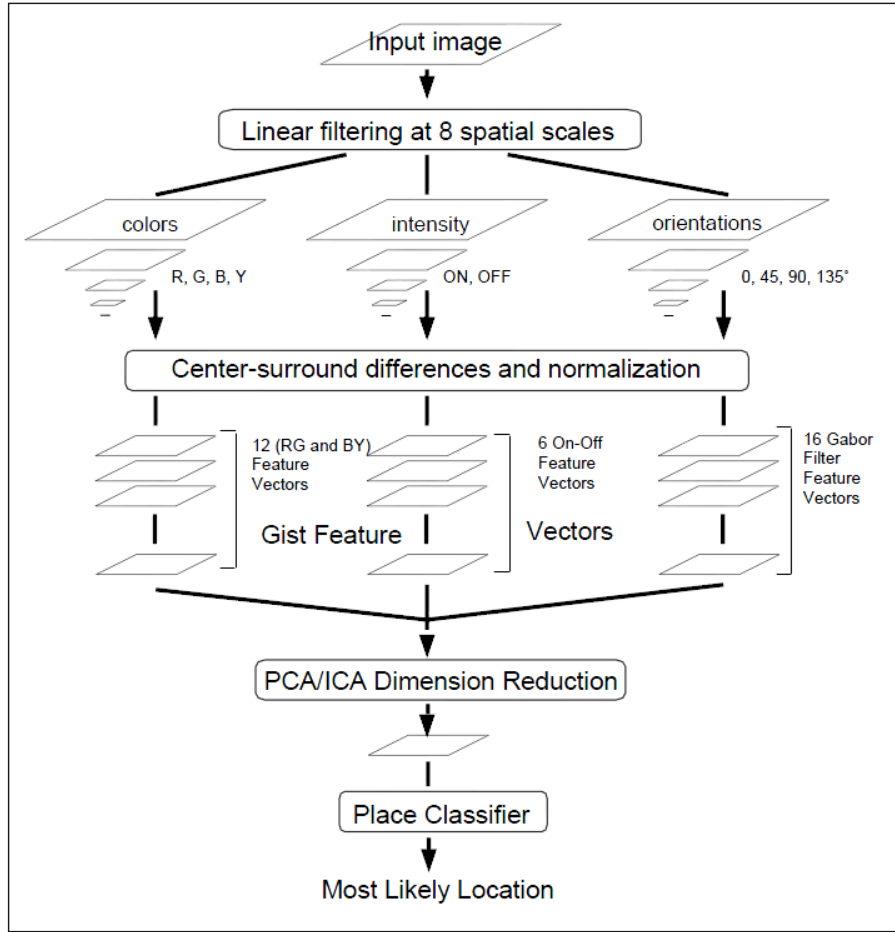 Input image
Linear filtering at 8 spatial scales
colors
intensity
orientations
R, G, B, Y
ON, OFF
0, 45, 90, 135˚
Center-surround differences and normalization
12 (RG and BY)
Feature
Vectors
6 On-Off
Feature
Vectors
16 Gabor
Filter
Feature
Vectors
Gist Feature
Vectors
PCA/ICA Dimension Reduction
Place Classifier
Most Likely Location